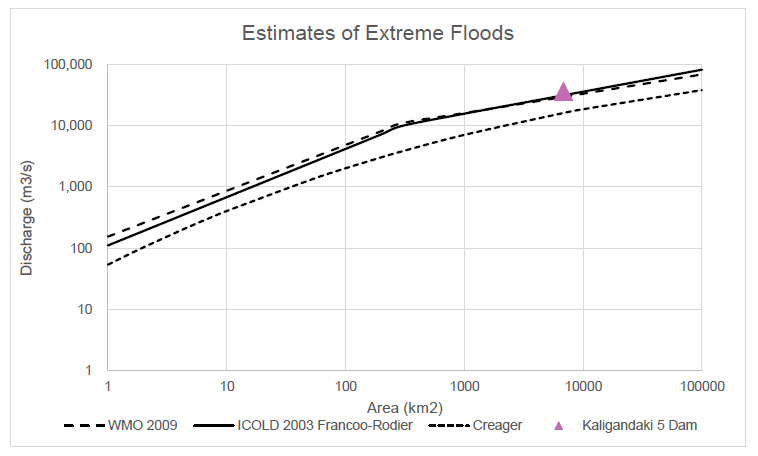 Estimates of Extreme Floods
100,000
10,000
1,000
100
10
1
Discharge (m3/s)
1 10 100 1000 10000 100000
Area (km2)
WMO 2009 ICOLD 2003 Francoo-Rodier Creager Kaligandaki 5 Dam